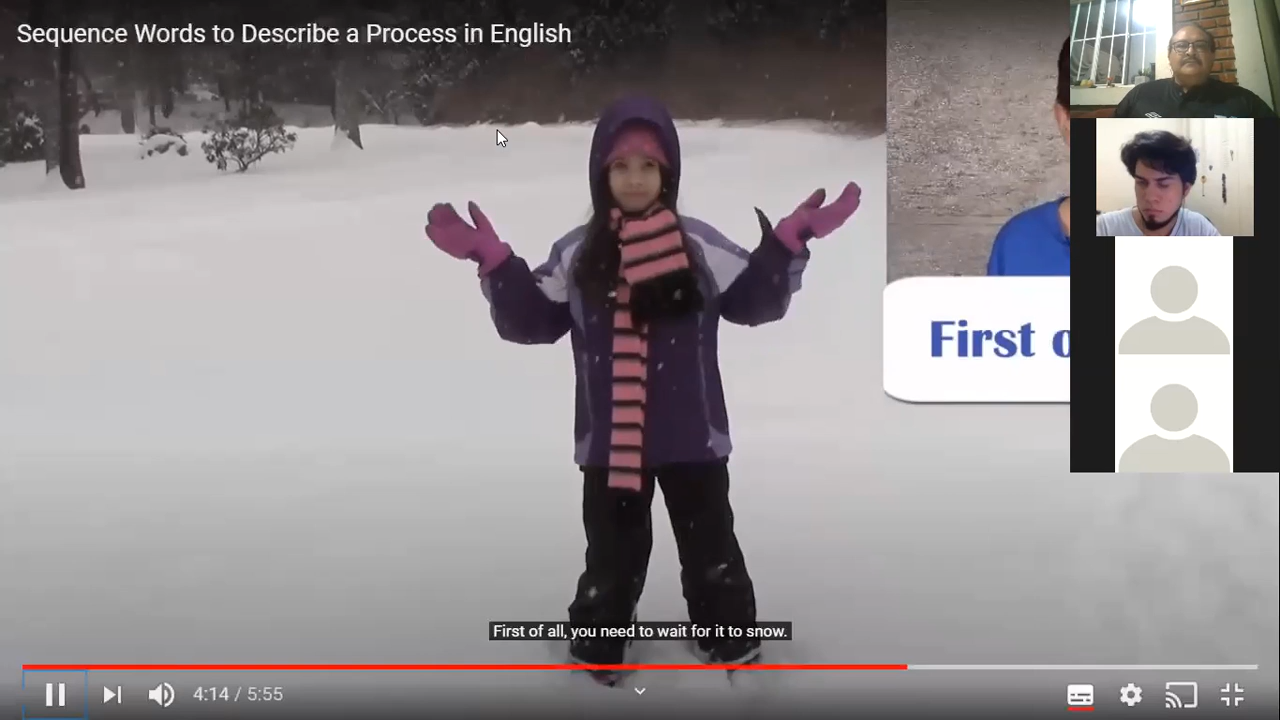 Sequence Words to Describe a Process in English
First o
First of all, you need to wait for it to snow.
4:14 / 5:55